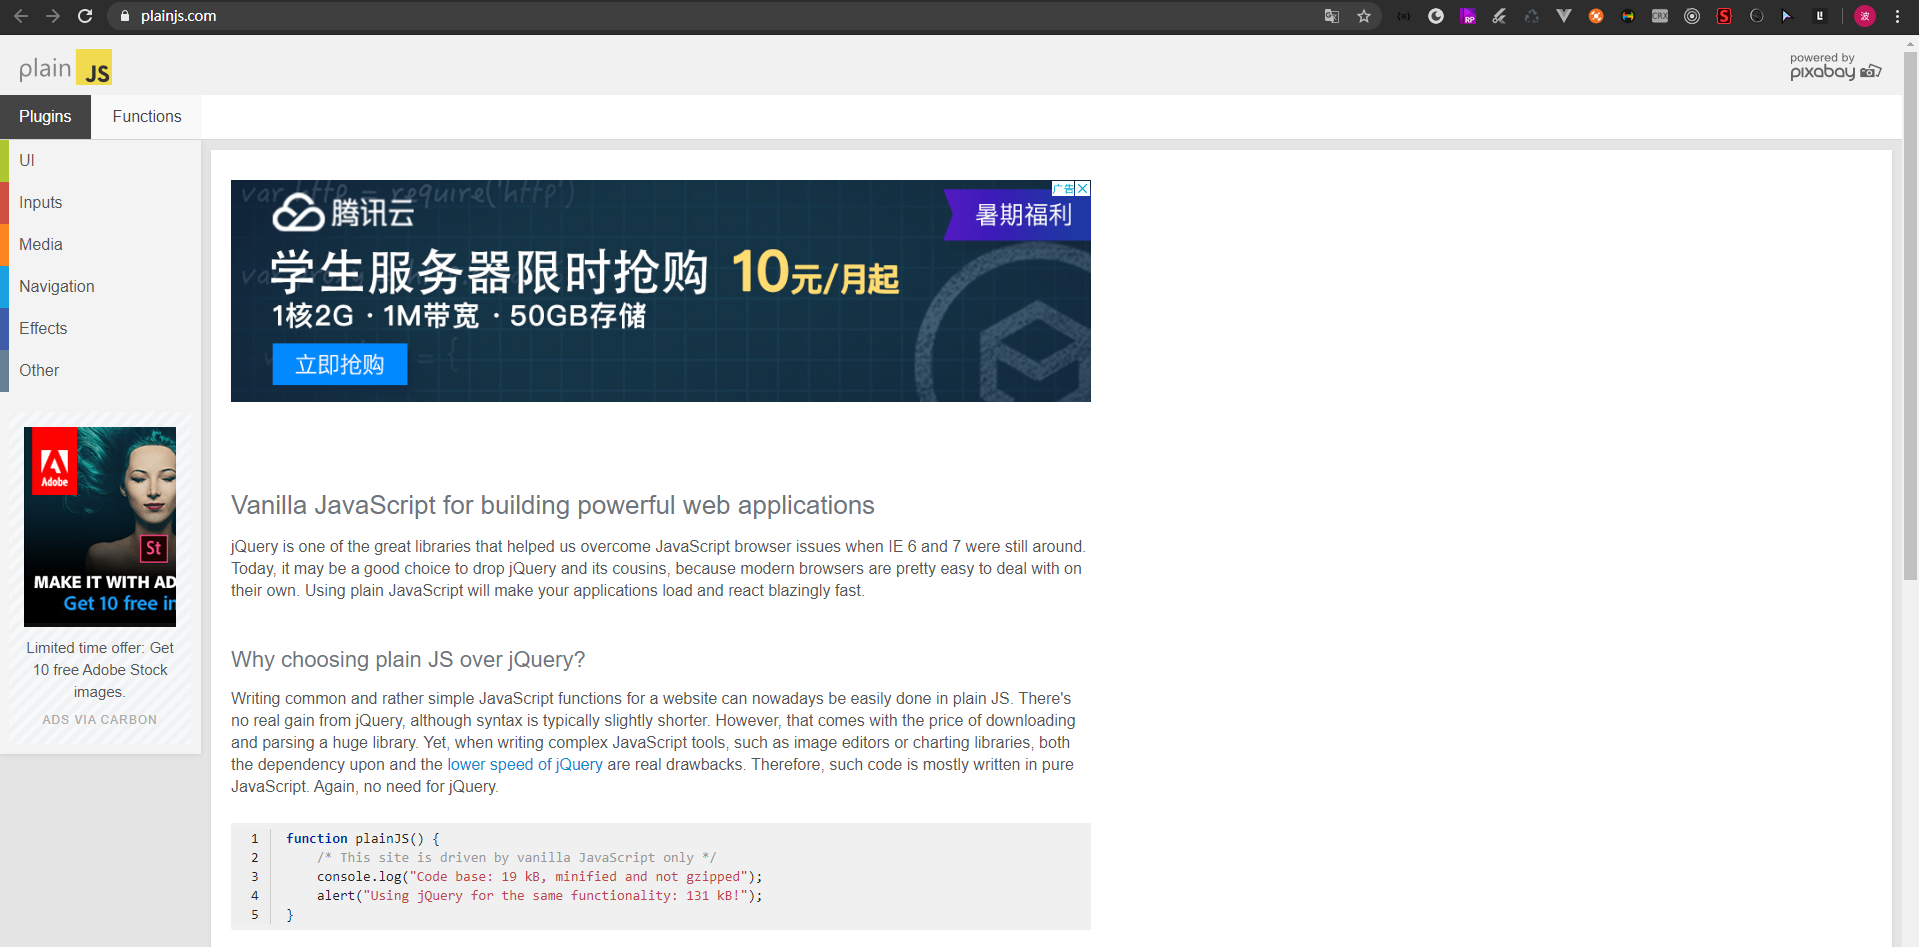 plainjs.com
plain JS
powered by
pixabay
Plugins
Functions
UI
Inputs
Media
Navigation
Effects
Other
Adobe
St
MAKE IT WITH AD
Get 10 free in
Limited time offer: Get
10 free Adobe Stock
images.
ADS VIA CARBON
var http = require('http')
广告
腾讯云
暑期福利
学生服务器限时抢购 10元/月起
1核2G · 1M带宽 · 50GB存储
立即抢购
Vanilla JavaScript for building powerful web applications
jQuery is one of the great libraries that helped us overcome JavaScript browser issues when IE 6 and 7 were still around.
Today, it may be a good choice to drop jQuery and its cousins, because modern browsers are pretty easy to deal with on
their own. Using plain JavaScript will make your applications load and react blazingly fast.
Why choosing plain JS over jQuery?
Writing common and rather simple JavaScript functions for a website can nowadays be easily done in plain JS. There's
no real gain from jQuery, although syntax is typically slightly shorter. However, that comes with the price of downloading
and parsing a huge library. Yet, when writing complex JavaScript tools, such as image editors or charting libraries, both
the dependency upon and the lower speed of jQuery are real drawbacks. Therefore, such code is mostly written in pure
JavaScript. Again, no need for jQuery.
1 function plainJS() {
2 /* This site is driven by vanilla JavaScript only */
3 console.log("Code base: 19 kB, minified and not gzipped");
4 alert("Using jQuery for the same functionality: 131 kB!");
5 }